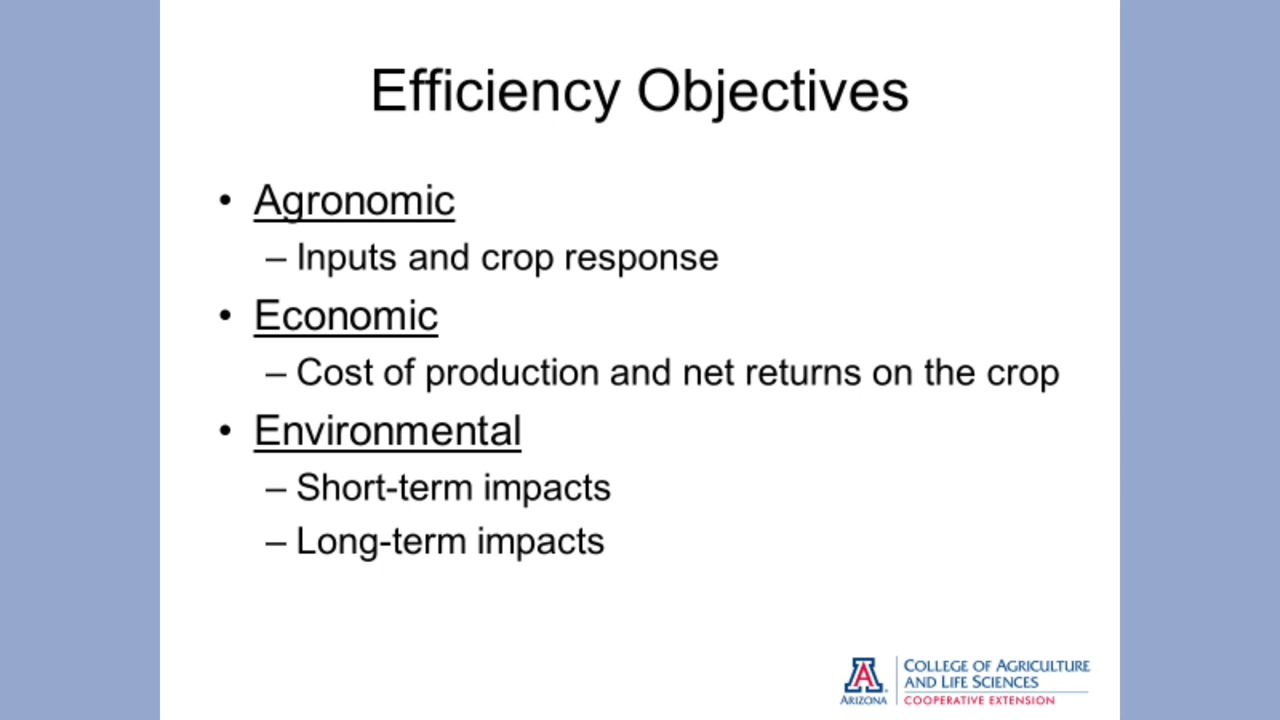 Efficiency Objectives
• Agronomic
– Inputs and crop response
• Economic
– Cost of production and net returns on the crop
• Environmental
– Short-term impacts
– Long-term impacts
A
ARIZONA
COLLEGE OF AGRICULTURE
AND LIFE SCIENCES
COOPERATIVE EXTENSION